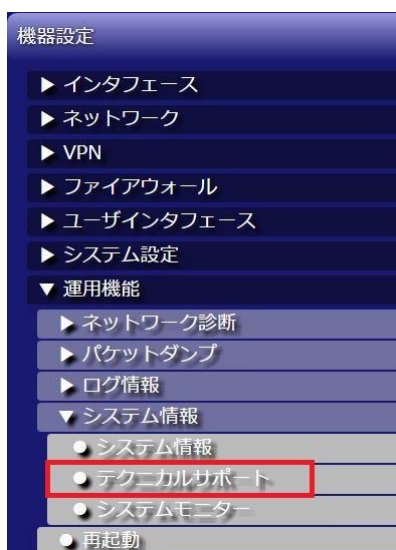 機器設定
▶ インタフェース
▶ ネットワーク
▶ VPN
▶ ファイアウォール
▶ ユーザインタフェース
▶ システム設定
▼ 運用機能
▶ ネットワーク診断
▶ パケットダンプ
▶ ログ情報
▼ システム情報
● システム情報
● テクニカルサポート
● システムモニター
● 再起動